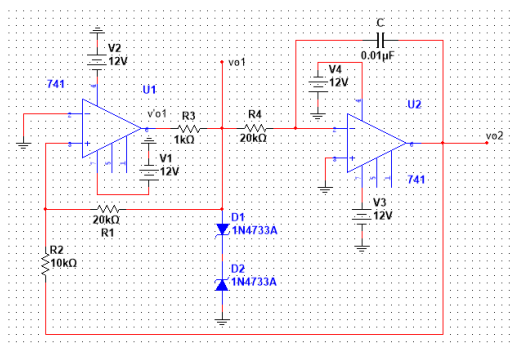 C
0.01µF
V2
12V
vo1
V4
12V
741
U1
U2
v'o1
R3
1kΩ
R4
20kΩ
vo2
V1
12V
741
20kΩ
R1
D1
1N4733A
V3
12V
R2
10kΩ
D2
1N4733A